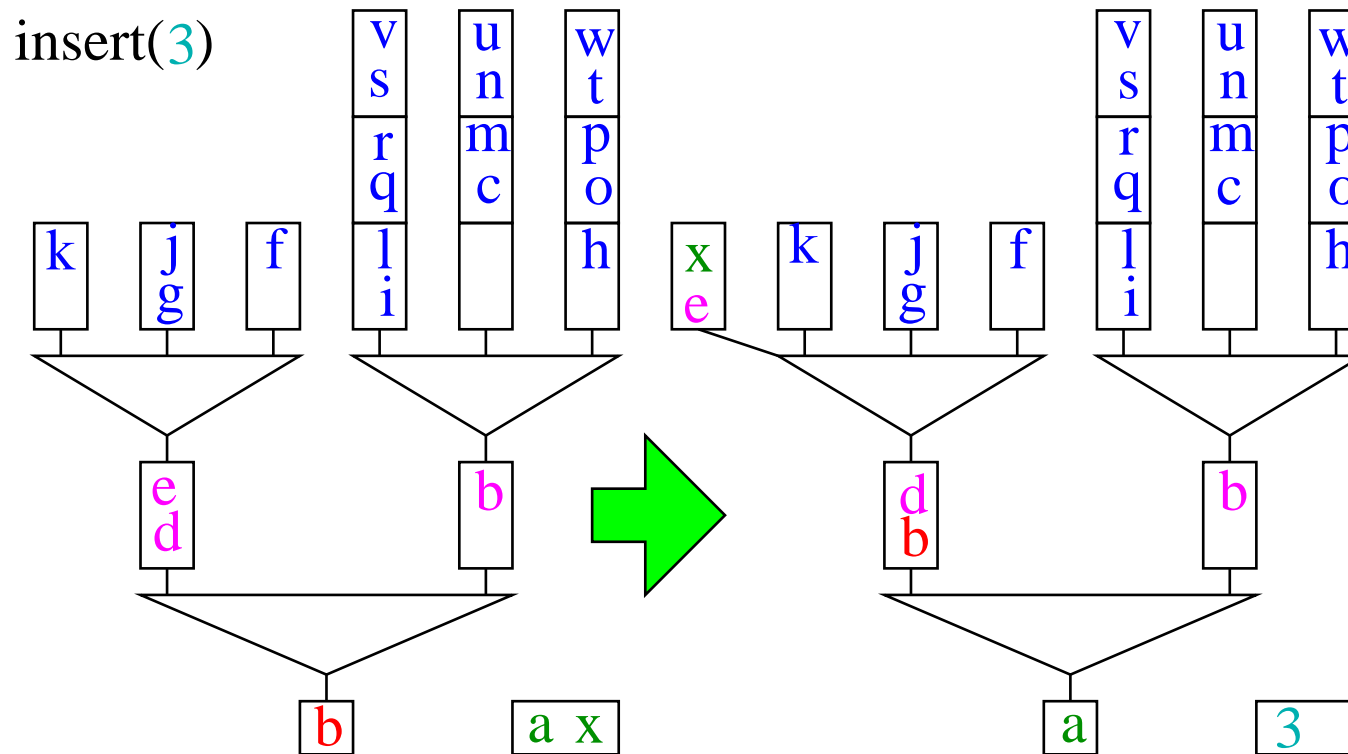 insert(3)
v u w v u w
s n t s n t
r m p r m p
q c o q c o
k j f l h x k j f l h
g i e g i
e b d b
d b
b a x a 3